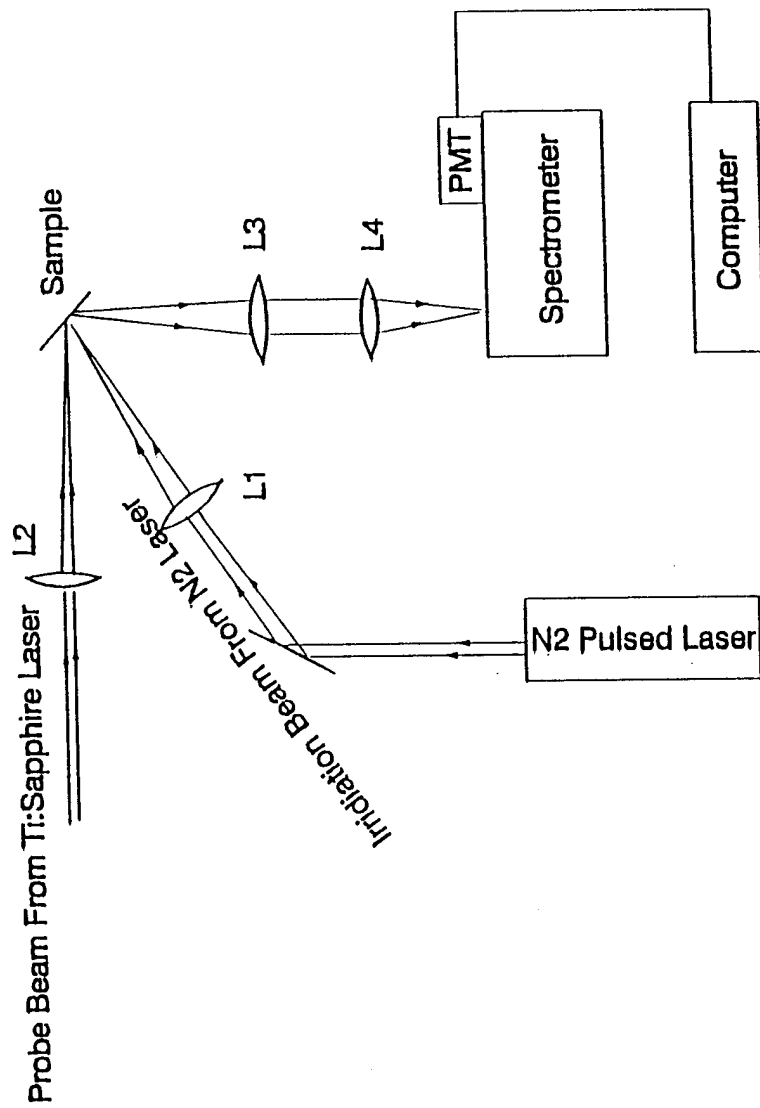 Probe Beam From Ti:Sapphire Laser
L2
Sample
Irridiation Beam From N2 Laser
L1
L3
L4
N2 Pulsed Laser
PMT
Spectrometer
Computer